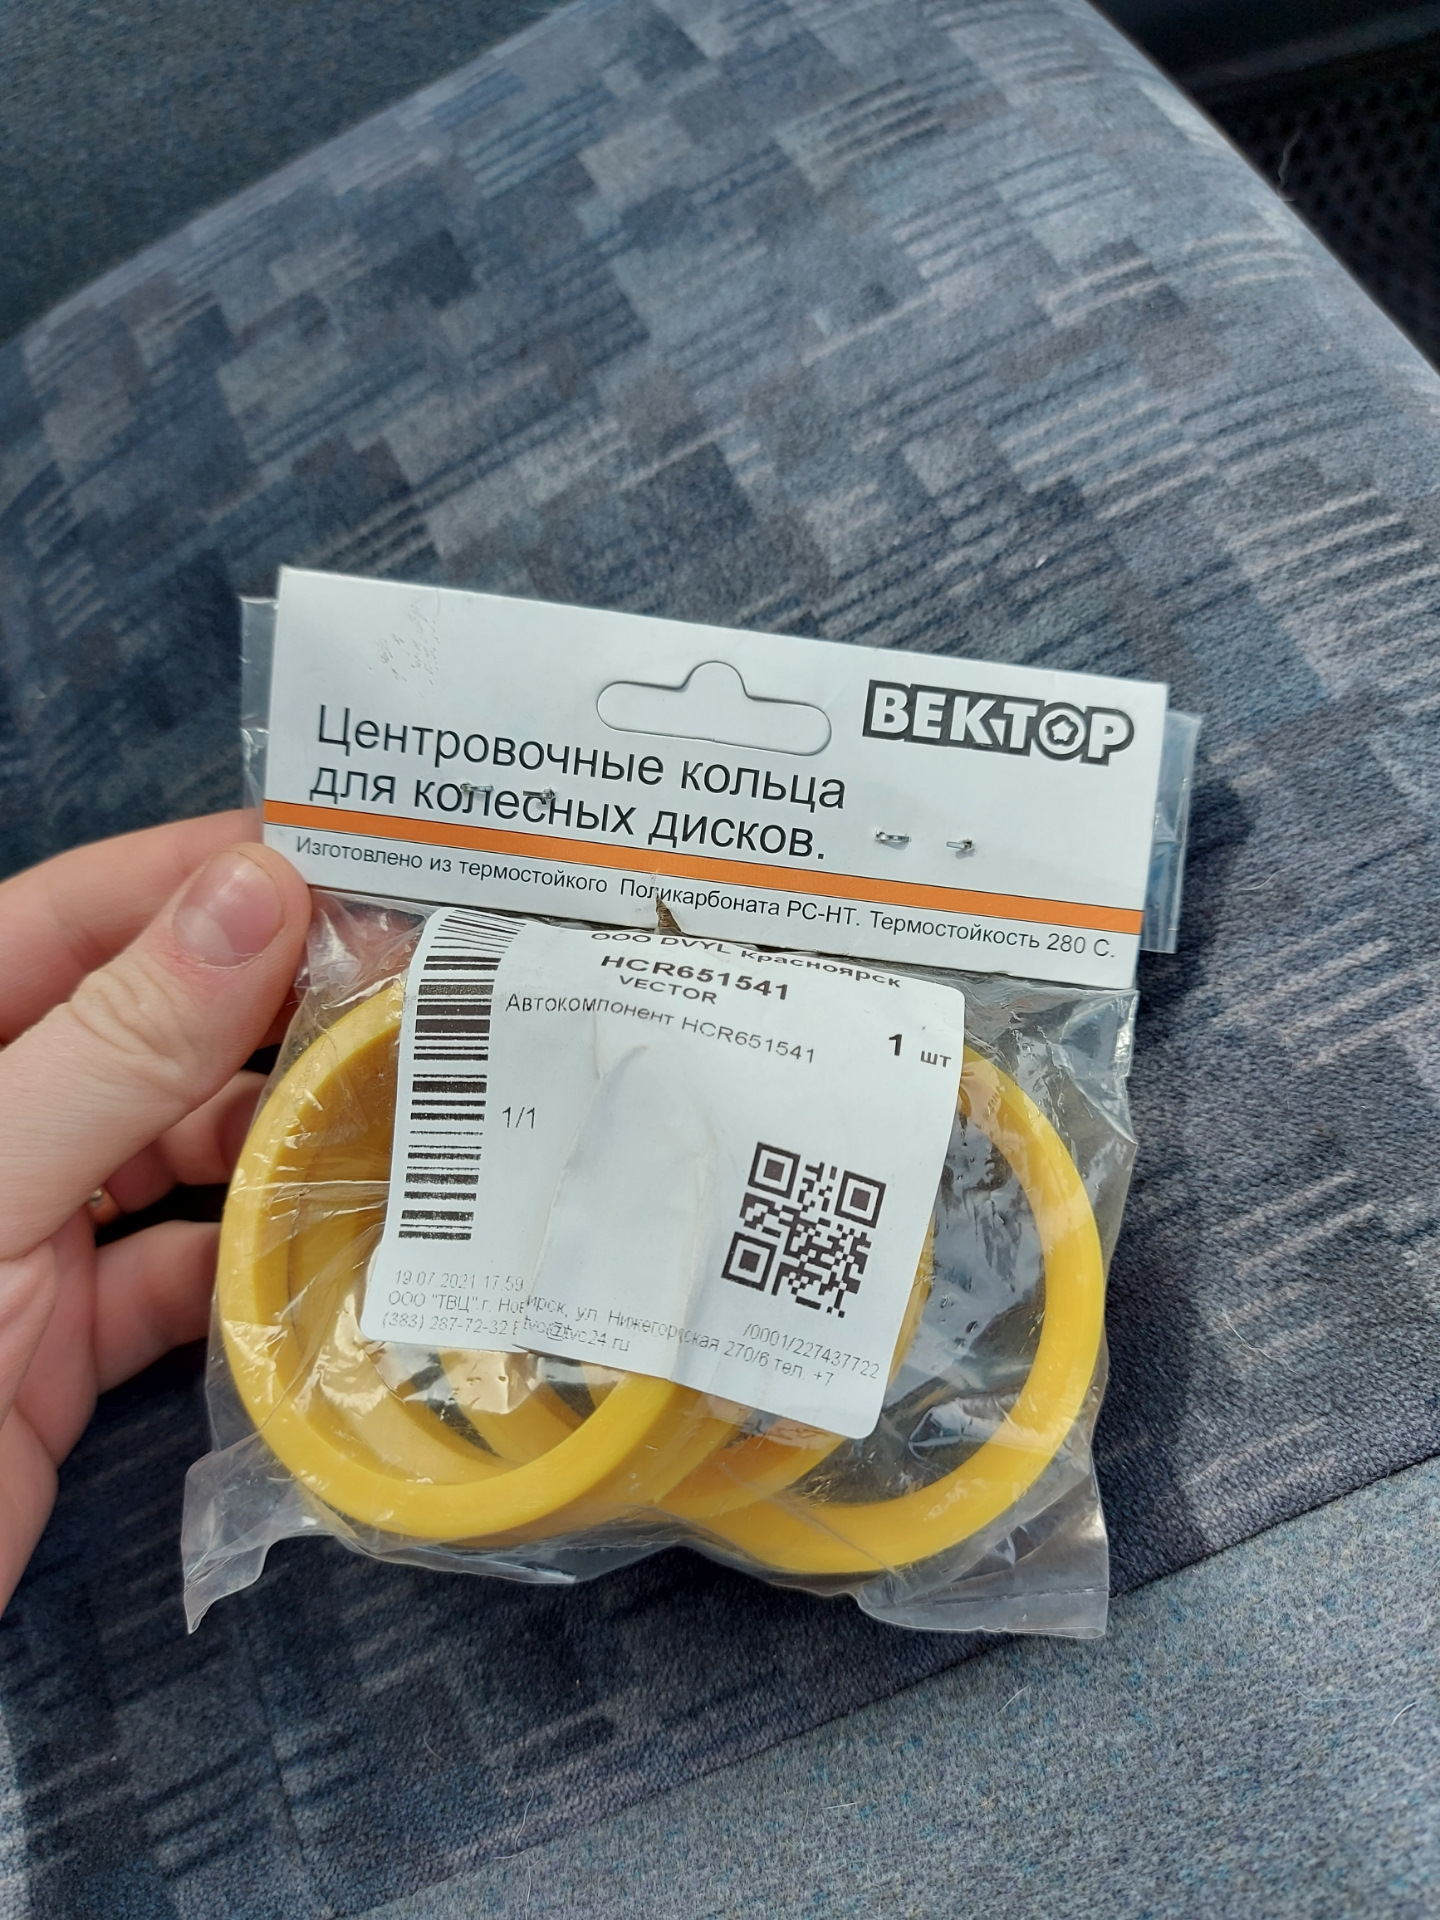 ВЕКТОР
Центровочные кольца
для колесных дисков.
Изготовлено из термостойкого Поликарбоната PC-HT. Термостойкость 280 С.
ООО DVYL Красноярск
HCR651541
VECTOR
Автокомпонент HCR651541
1 шт
1/1
19.07.2021 17:59
/0001/227437722
ООО "ТВЦ" г. Нов ирск, ул. Нижегородская 270/6 тел. +7
(383) 287-72-32 tvc@tvc24.ru